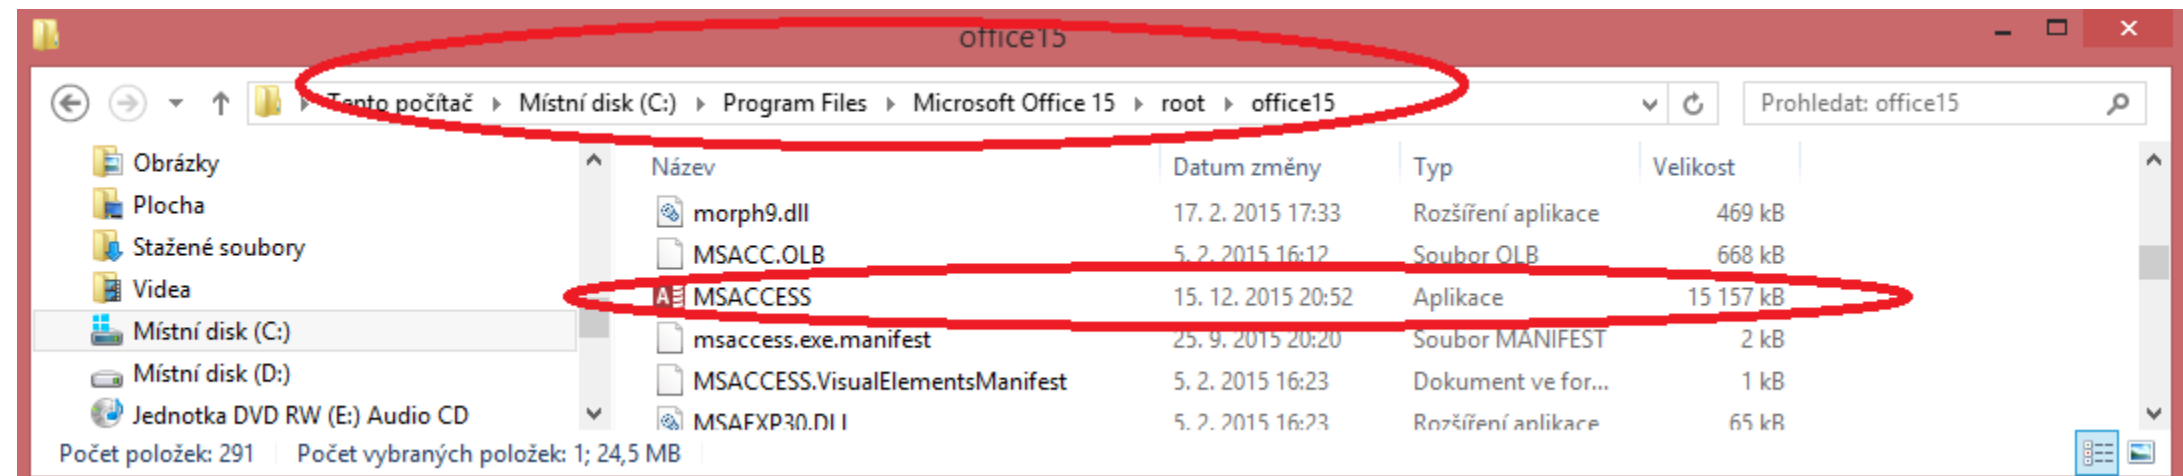 office15
Tento počítač Místní disk (C:) Program Files Microsoft Office 15 root office15 Prohledat: office15
Obrázky
Plocha
Stažené soubory
Videa
Místní disk (C:)
Místní disk (D:)
Jednotka DVD RW (E:) Audio CD
Název Datum změny Typ Velikost
morph9.dll 17. 2. 2015 17:33 Rozšíření aplikace 469 kB
MSACC.OLB 5. 2. 2015 16:12 Soubor OLB 668 kB
MSACCESS 15. 12. 2015 20:52 Aplikace 15 157 kB
msaccess.exe.manifest 25. 9. 2015 20:20 Soubor MANIFEST 2 kB
MSACCESS.VisualElementsManifest 5. 2. 2015 16:23 Dokument ve for... 1 kB
MSAEXP30.DLL 5. 2. 2015 16:23 Rozšíření aplikace 65 kB
Počet položek: 291 Počet vybraných položek: 1; 24,5 MB